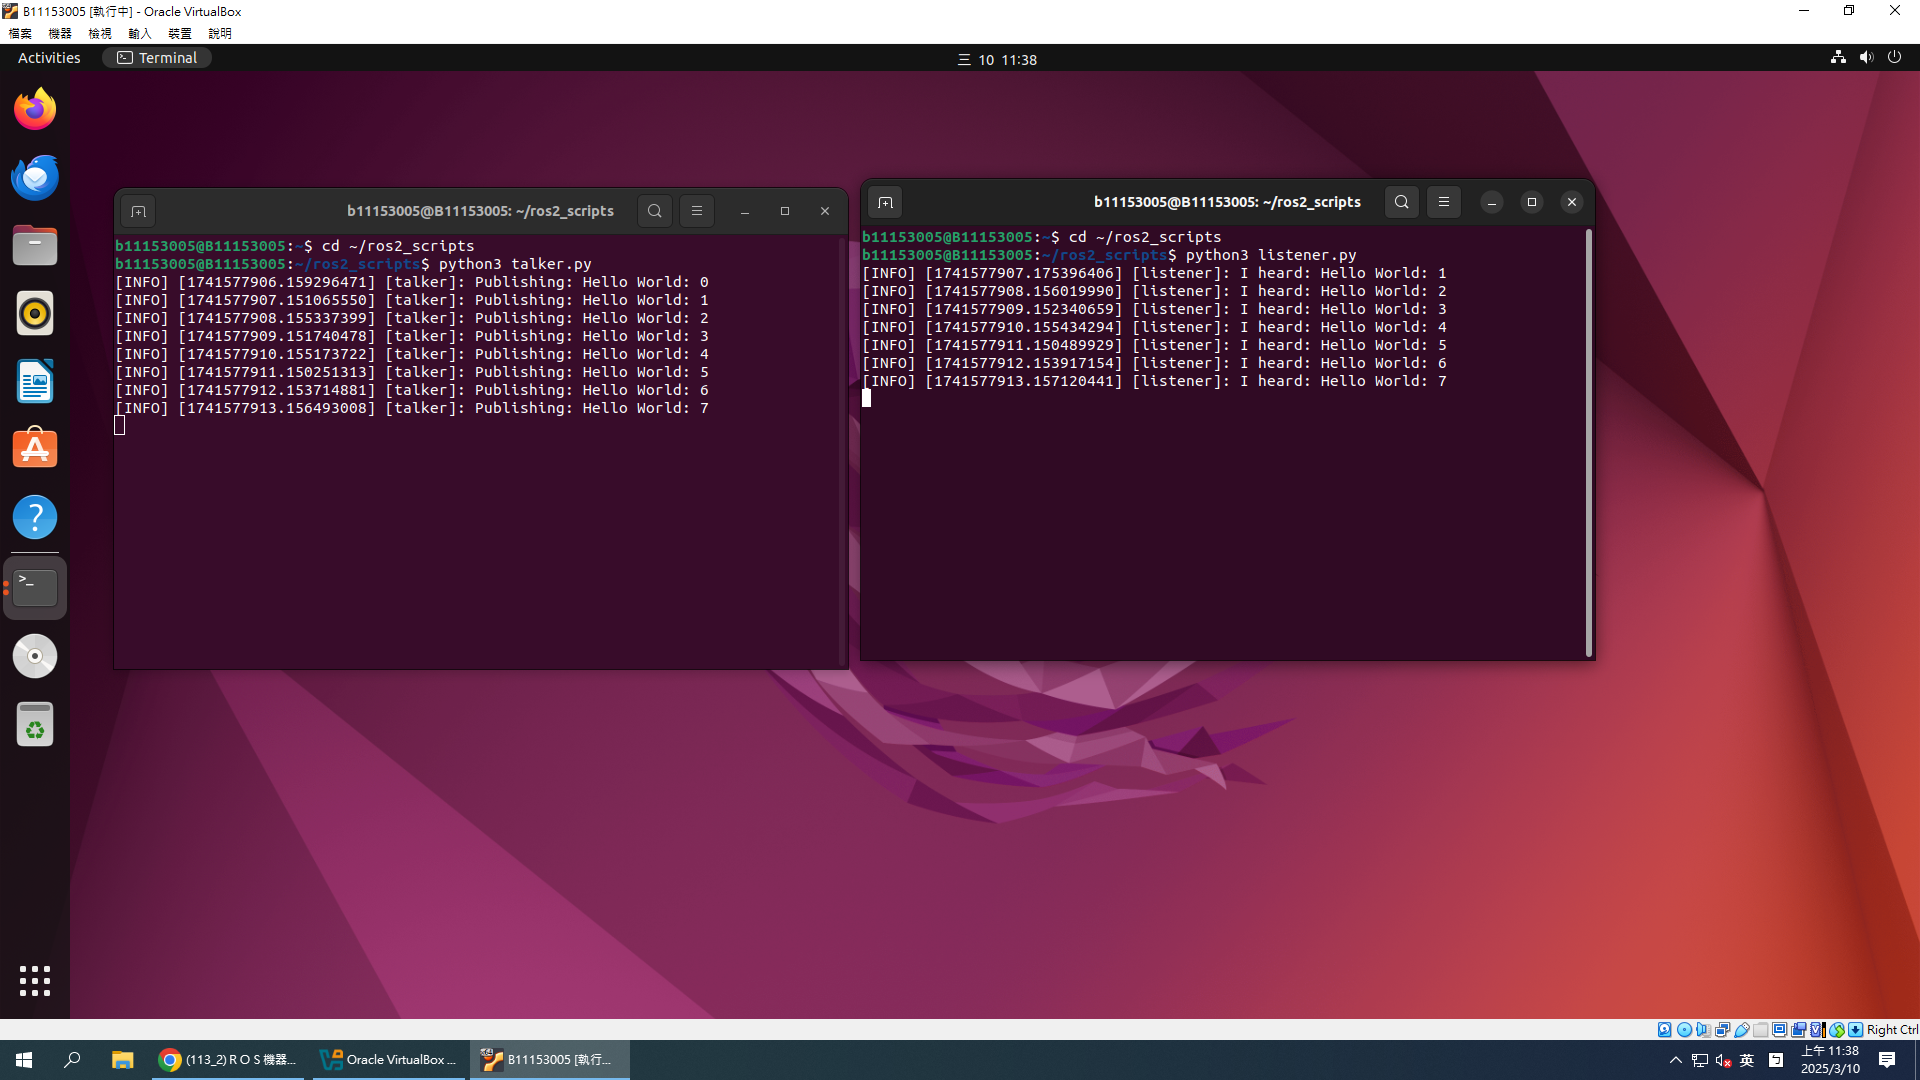 B11153005 [執行中] - Oracle VirtualBox
檔案 機器 檢視 輸入 裝置 說明
Activities Terminal 三 10 11:38
b11153005@B11153005: ~/ros2_scripts
b11153005@B11153005:~$ cd ~/ros2_scripts
b11153005@B11153005:~/ros2_scripts$ python3 talker.py
[INFO] [1741577906.159296471] [talker]: Publishing: Hello World: 0
[INFO] [1741577907.151065550] [talker]: Publishing: Hello World: 1
[INFO] [1741577908.155337399] [talker]: Publishing: Hello World: 2
[INFO] [1741577909.151740478] [talker]: Publishing: Hello World: 3
[INFO] [1741577910.155173722] [talker]: Publishing: Hello World: 4
[INFO] [1741577911.150251313] [talker]: Publishing: Hello World: 5
[INFO] [1741577912.153714881] [talker]: Publishing: Hello World: 6
[INFO] [1741577913.156493008] [talker]: Publishing: Hello World: 7
b11153005@B11153005: ~/ros2_scripts
b11153005@B11153005:~$ cd ~/ros2_scripts
b11153005@B11153005:~/ros2_scripts$ python3 listener.py
[INFO] [1741577907.175396406] [listener]: I heard: Hello World: 1
[INFO] [1741577908.156019990] [listener]: I heard: Hello World: 2
[INFO] [1741577909.152340659] [listener]: I heard: Hello World: 3
[INFO] [1741577910.155434294] [listener]: I heard: Hello World: 4
[INFO] [1741577911.150489929] [listener]: I heard: Hello World: 5
[INFO] [1741577912.153917154] [listener]: I heard: Hello World: 6
[INFO] [1741577913.157120441] [listener]: I heard: Hello World: 7
Right Ctrl
(113_2) R O S 機器... Oracle VirtualBox ... B11153005 [執行... 英 ㄅ 上午 11:38
2025/3/10